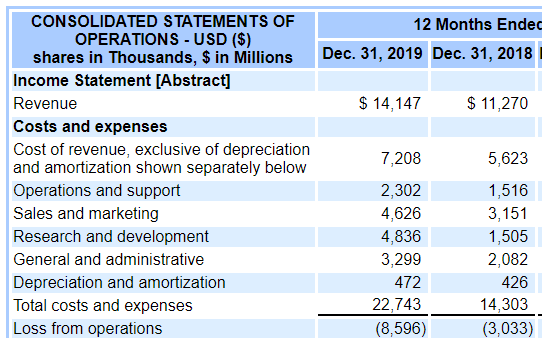 CONSOLIDATED STATEMENTS OF
OPERATIONS - USD ($)
shares in Thousands, $ in Millions
12 Months Ended
Dec. 31, 2019 Dec. 31, 2018
Income Statement [Abstract]
Revenue $ 14,147 $ 11,270
Costs and expenses
Cost of revenue, exclusive of depreciation
and amortization shown separately below 7,208 5,623
Operations and support 2,302 1,516
Sales and marketing 4,626 3,151
Research and development 4,836 1,505
General and administrative 3,299 2,082
Depreciation and amortization 472 426
Total costs and expenses 22,743 14,303
Loss from operations (8,596) (3,033)